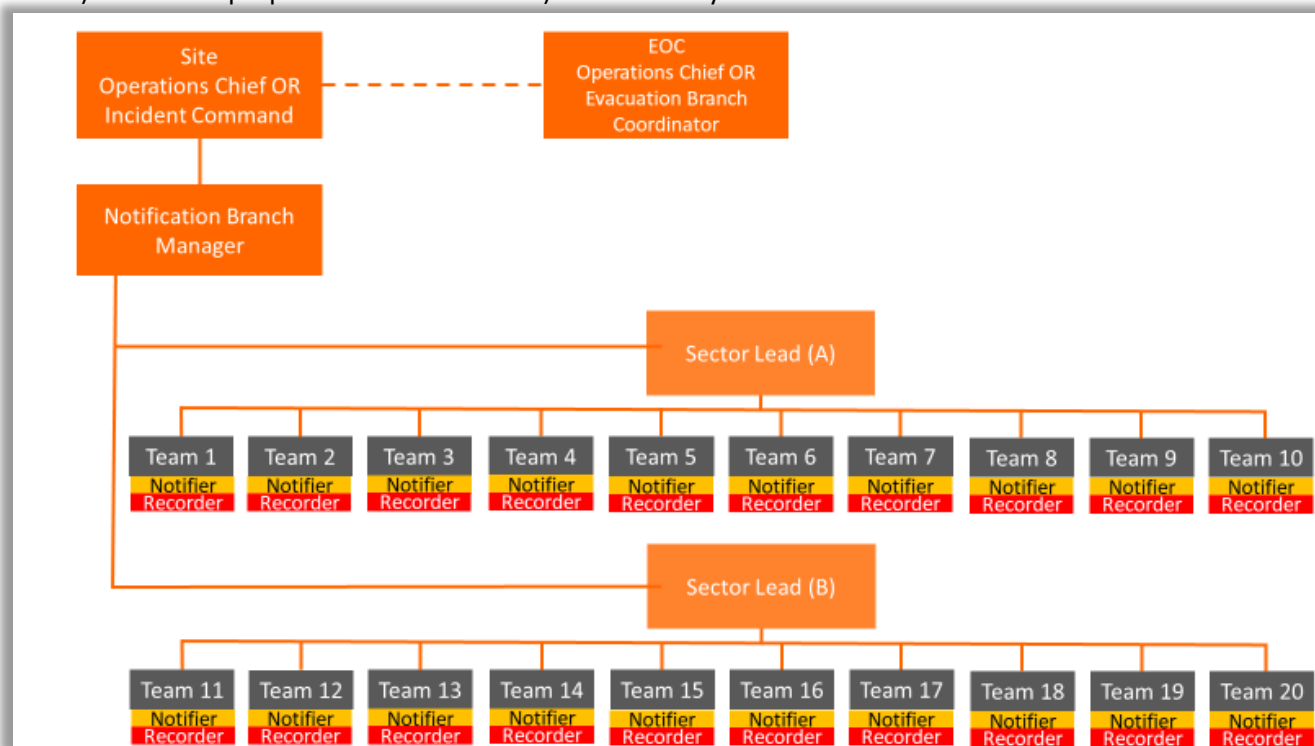 Site
Operations Chief OR
Incident Command
EOC
Operations Chief OR
Evacuation Branch
Coordinator
Notification Branch
Manager
Sector Lead (A)
Team 1 Team 2 Team 3 Team 4 Team 5 Team 6 Team 7 Team 8 Team 9 Team 10
Notifier Notifier Notifier Notifier Notifier Notifier Notifier Notifier Notifier Notifier
Recorder Recorder Recorder Recorder Recorder Recorder Recorder Recorder Recorder Recorder
Sector Lead (B)
Team 11 Team 12 Team 13 Team 14 Team 15 Team 16 Team 17 Team 18 Team 19 Team 20
Notifier Notifier Notifier Notifier Notifier Notifier Notifier Notifier Notifier Notifier
Recorder Recorder Recorder Recorder Recorder Recorder Recorder Recorder Recorder Recorder